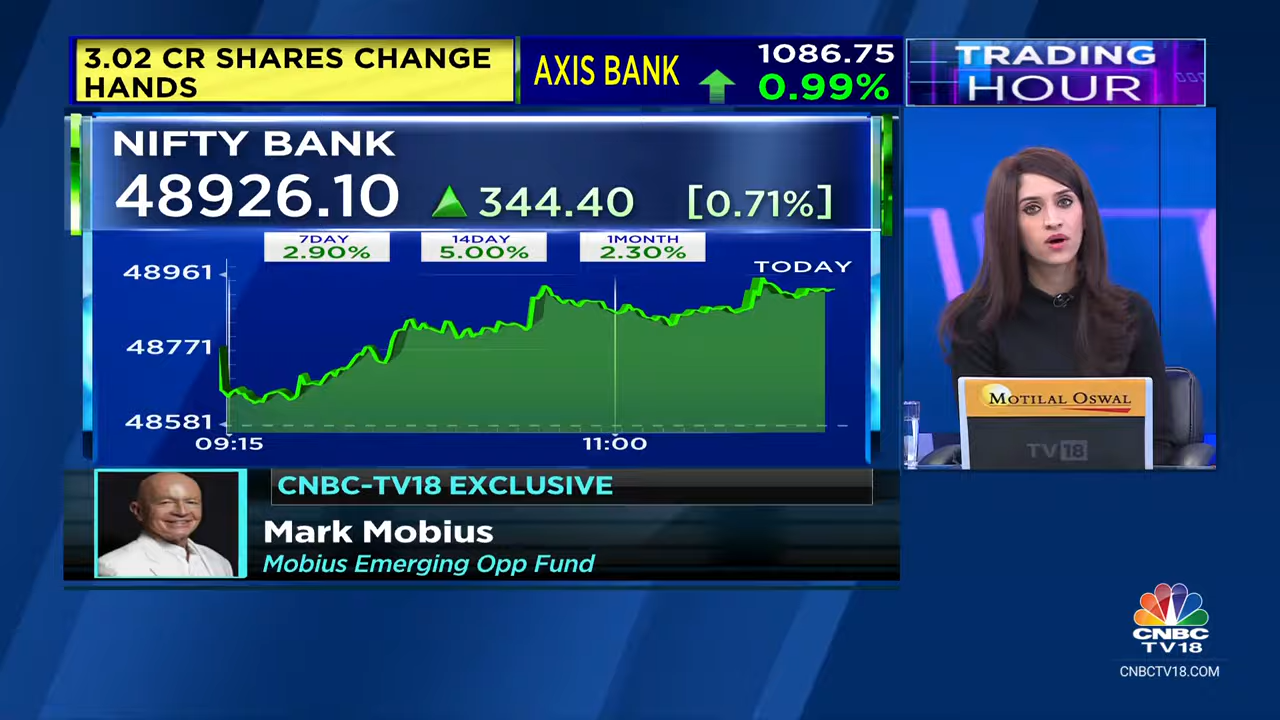 3.02 CR SHARES CHANGE
HANDS
AXIS BANK
1086.75
0.99%
TRADING
HOUR
NIFTY BANK
48926.10 344.40 [0.71%]
7DAY
2.90%
14DAY
5.00%
1MONTH
2.30%
TODAY
48961
48771
48581
09:15 11:00
MOTILAL OSWAL
TV18
CNBC-TV18 EXCLUSIVE
Mark Mobius
Mobius Emerging Opp Fund
CNBC
TV18
CNBCTV18.COM